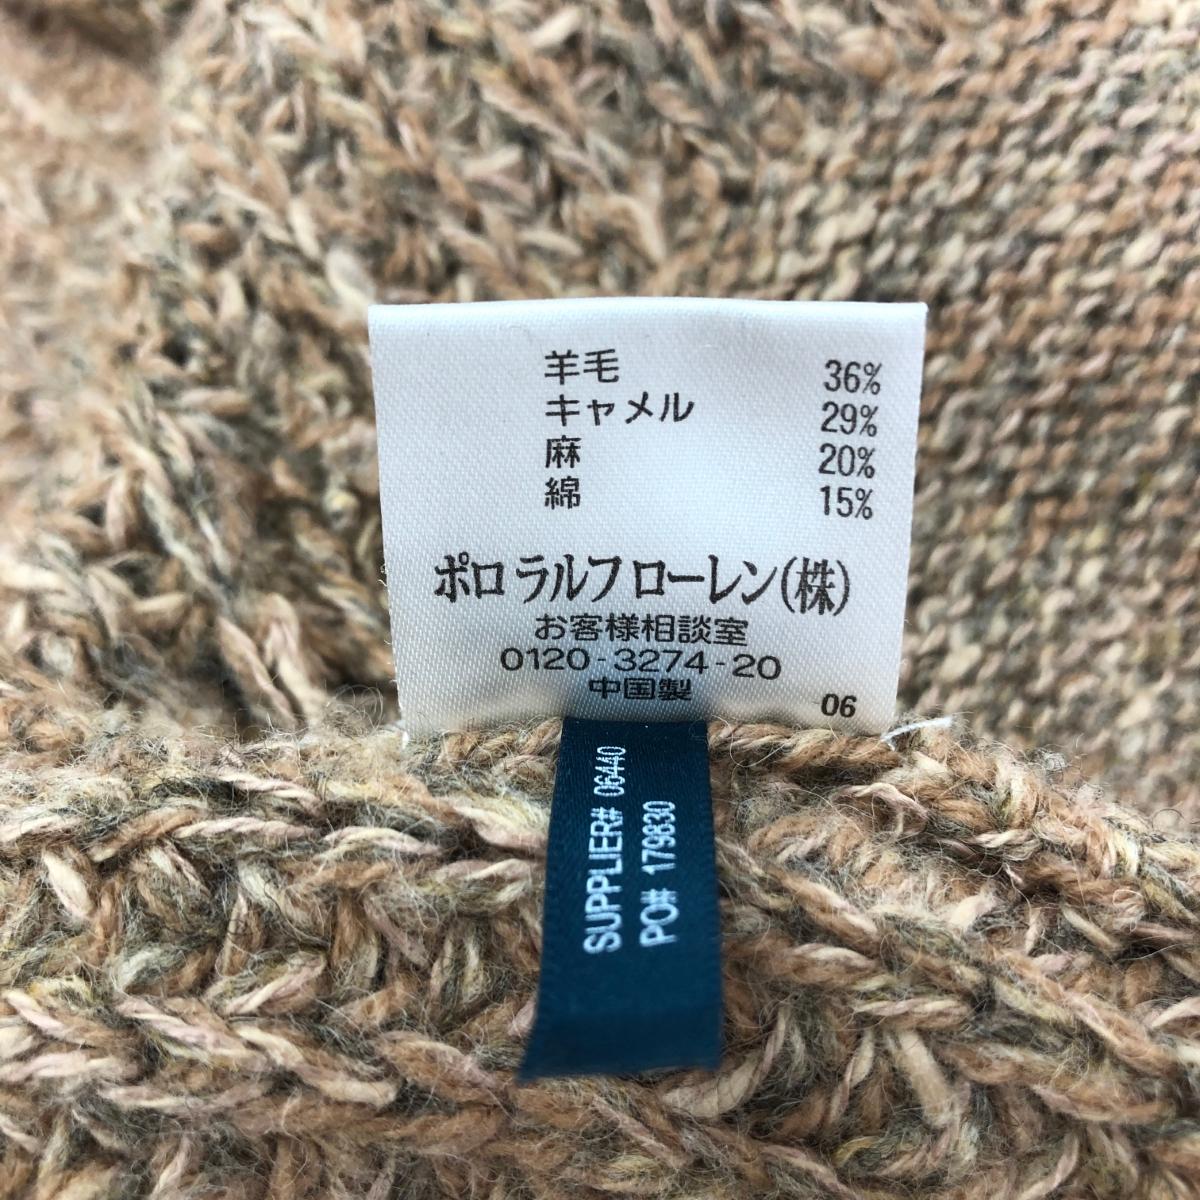 羊毛 36%
キャメル 29%
麻 20%
綿 15%
ポロ ラルフ ローレン(株)
お客様相談室
0120-3274-20
中国製
06
SUPPLIER# 06440
PO# 179830